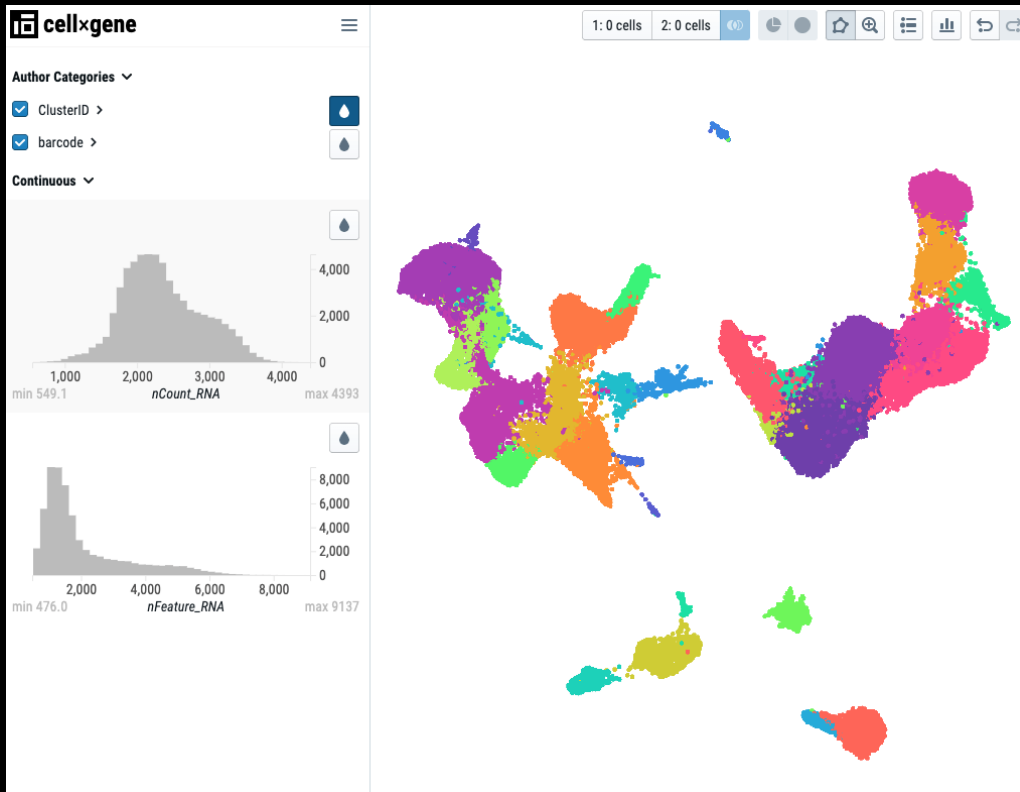 cell×gene
1: 0 cells 2: 0 cells
Author Categories
ClusterID
barcode
Continuous
4,000
2,000
0
1,000 2,000 3,000 4,000
min 549.1 nCount_RNA max 4393
8,000
6,000
4,000
2,000
0
2,000 4,000 6,000 8,000
min 476.0 nFeature_RNA max 9137